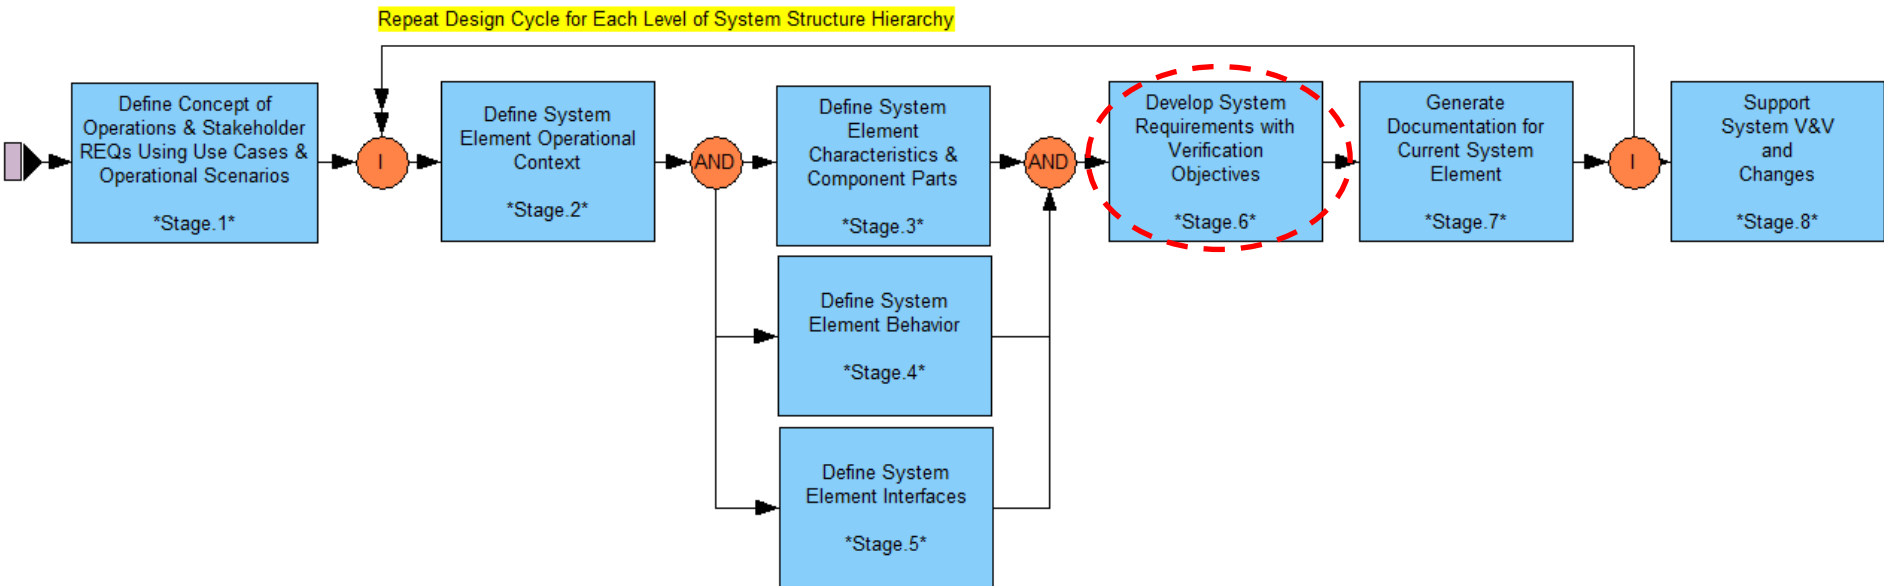 Repeat Design Cycle for Each Level of System Structure Hierarchy
Define Concept of
Operations & Stakeholder
REQs Using Use Cases &
Operational Scenarios
*Stage.1*
I
Define System
Element Operational
Context
*Stage.2*
AND
Define System
Element
Characteristics &
Component Parts
*Stage.3*
Define System
Element Behavior
*Stage.4*
Define System
Element Interfaces
*Stage.5*
AND
Develop System
Requirements with
Verification
Objectives
*Stage.6*
Generate
Documentation for
Current System
Element
*Stage.7*
I
Support
System V&V
and
Changes
*Stage.8*